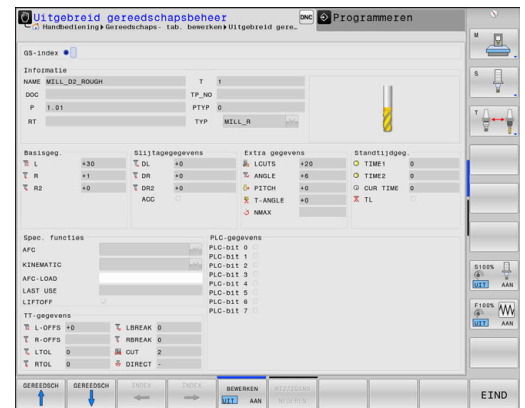 Uitgebreid gereedschapsbeheer
DNC
Programmeren
Handbediening Gereedschaps- tab. bewerken Uitgebreid gere…
GS-index
Informatie
NAME MILL_D2_ROUGH T 1
DOC TP_NO
P 1.01 PTYP 0
RT TYP MILL_R
Basisgeg. Slijtagegegevens Extra gegevens Standtijdgeg.
L +30 DL +0 LCUTS +20 TIME1 0
R +1 DR +0 ANGLE +6 TIME2 0
R2 +0 DR2 +0 PITCH +0 CUR TIME 0
ACC T-ANGLE +0 TL
NMAX
Spec. functies PLC-gegevens
AFC PLC-bit 0
PLC-bit 1
KINEMATIC PLC-bit 2
AFC-LOAD PLC-bit 3
LAST USE PLC-bit 4
PLC-bit 5
LIFTOFF PLC-bit 6
TT-gegevens PLC-bit 7
L-OFFS +0 LBREAK 0
R-OFFS RBREAK 0
LTOL 0 CUT 2
RTOL 0 DIRECT -
M
S
T
S100%
UIT AAN
F100%
UIT AAN
GEREEDSCH GEREEDSCH INDEX INDEX BEWERKEN WIJZIGING EIND
UIT AAN NEGEREN